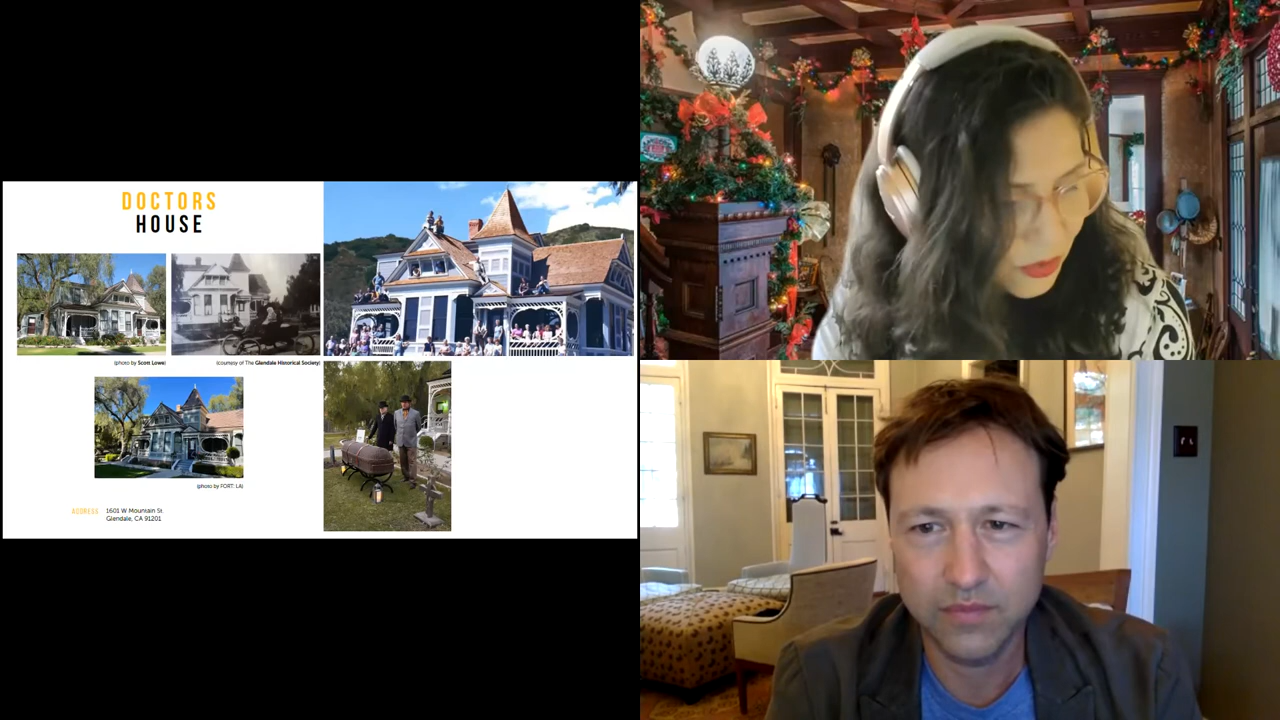 DOCTORS
HOUSE
(photo by Scott Lowe)
(courtesy of The Glendale Historical Society)
(photo by FORT: LA)
ADDRESS 1601 W Mountain St.
Glendale, CA 91201